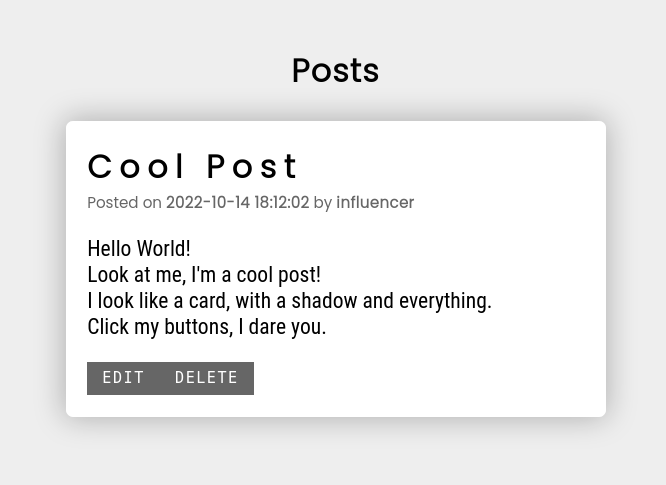 Posts
Cool Post
Posted on 2022-10-14 18:12:02 by influencer
Hello World!
Look at me, I'm a cool post!
I look like a card, with a shadow and everything.
Click my buttons, I dare you.
EDIT DELETE